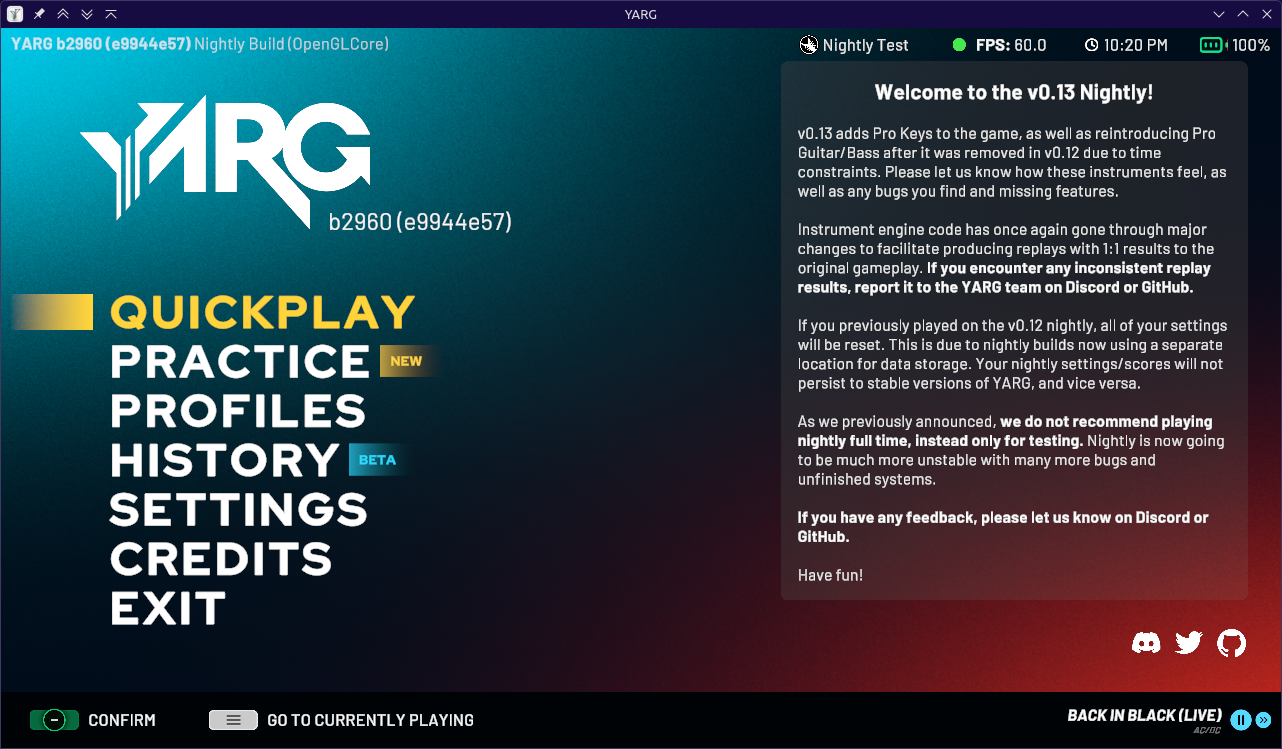 YARG
YARG b2960 (e9944e57) Nightly Build (OpenGLCore)
Nightly Test
FPS: 60.0
10:20 PM
100%
YARG
b2960 (e9944e57)
QUICKPLAY
PRACTICE NEW
PROFILES
HISTORY BETA
SETTINGS
CREDITS
EXIT
Welcome to the v0.13 Nightly!
v0.13 adds Pro Keys to the game, as well as reintroducing Pro
Guitar/Bass after it was removed in v0.12 due to time
constraints. Please let us know how these instruments feel, as
well as any bugs you find and missing features.
Instrument engine code has once again gone through major
changes to facilitate producing replays with 1:1 results to the
original gameplay. If you encounter any inconsistent replay
results, report it to the YARG team on Discord or GitHub.
If you previously played on the v0.12 nightly, all of your settings
will be reset. This is due to nightly builds now using a separate
location for data storage. Your nightly settings/scores will not
persist to stable versions of YARG, and vice versa.
As we previously announced, we do not recommend playing
nightly full time, instead only for testing. Nightly is now going
to be much more unstable with many more bugs and
unfinished systems.
If you have any feedback, please let us know on Discord or
GitHub.
Have fun!
CONFIRM
GO TO CURRENTLY PLAYING
BACK IN BLACK (LIVE)
AC/DC